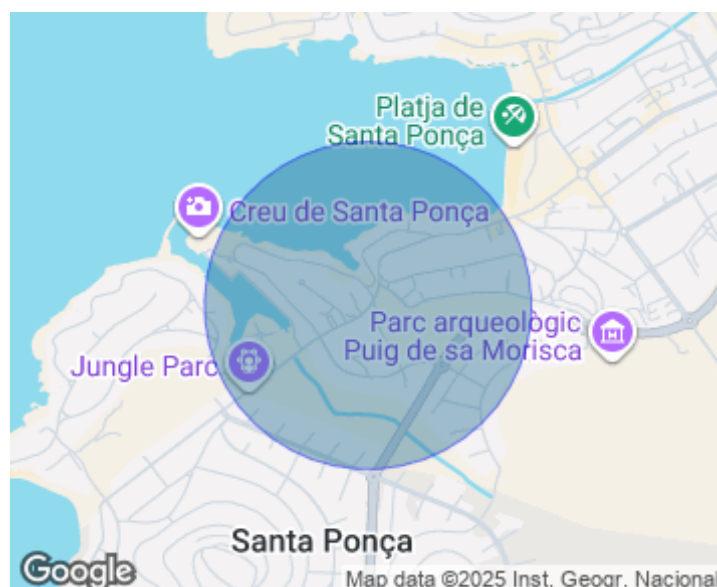 Platja de
Santa Ponça
Creu de Santa Ponça
Parc arqueològic
Puig de sa Morisca
Jungle Parc
Santa Ponça
Google
Map data ©2025 Inst. Geogr. Nacional